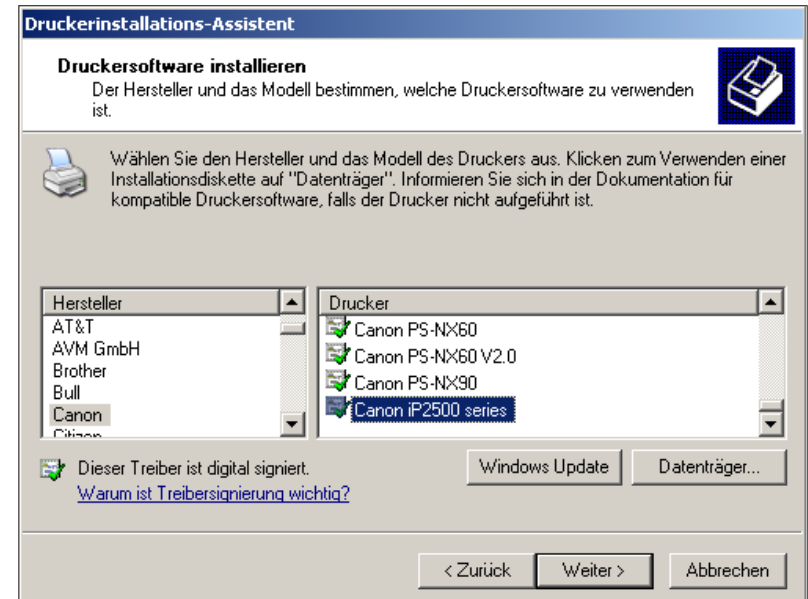 Druckerinstallations-Assistent
Druckersoftware installieren
Der Hersteller und das Modell bestimmen, welche Druckersoftware zu verwenden
ist.
Wählen Sie den Hersteller und das Modell des Druckers aus. Klicken zum Verwenden einer
Installationsdiskette auf "Datenträger". Informieren Sie sich in der Dokumentation für
kompatible Druckersoftware, falls der Drucker nicht aufgeführt ist.
Hersteller
AT&T
AVM GmbH
Brother
Bull
Canon
Citizen
Drucker
Canon PS-NX60
Canon PS-NX60 V2.0
Canon PS-NX90
Canon iP2500 series
Dieser Treiber ist digital signiert.
Warum ist Treibersignierung wichtig?
Windows Update
Datenträger...
< Zurück
Weiter >
Abbrechen